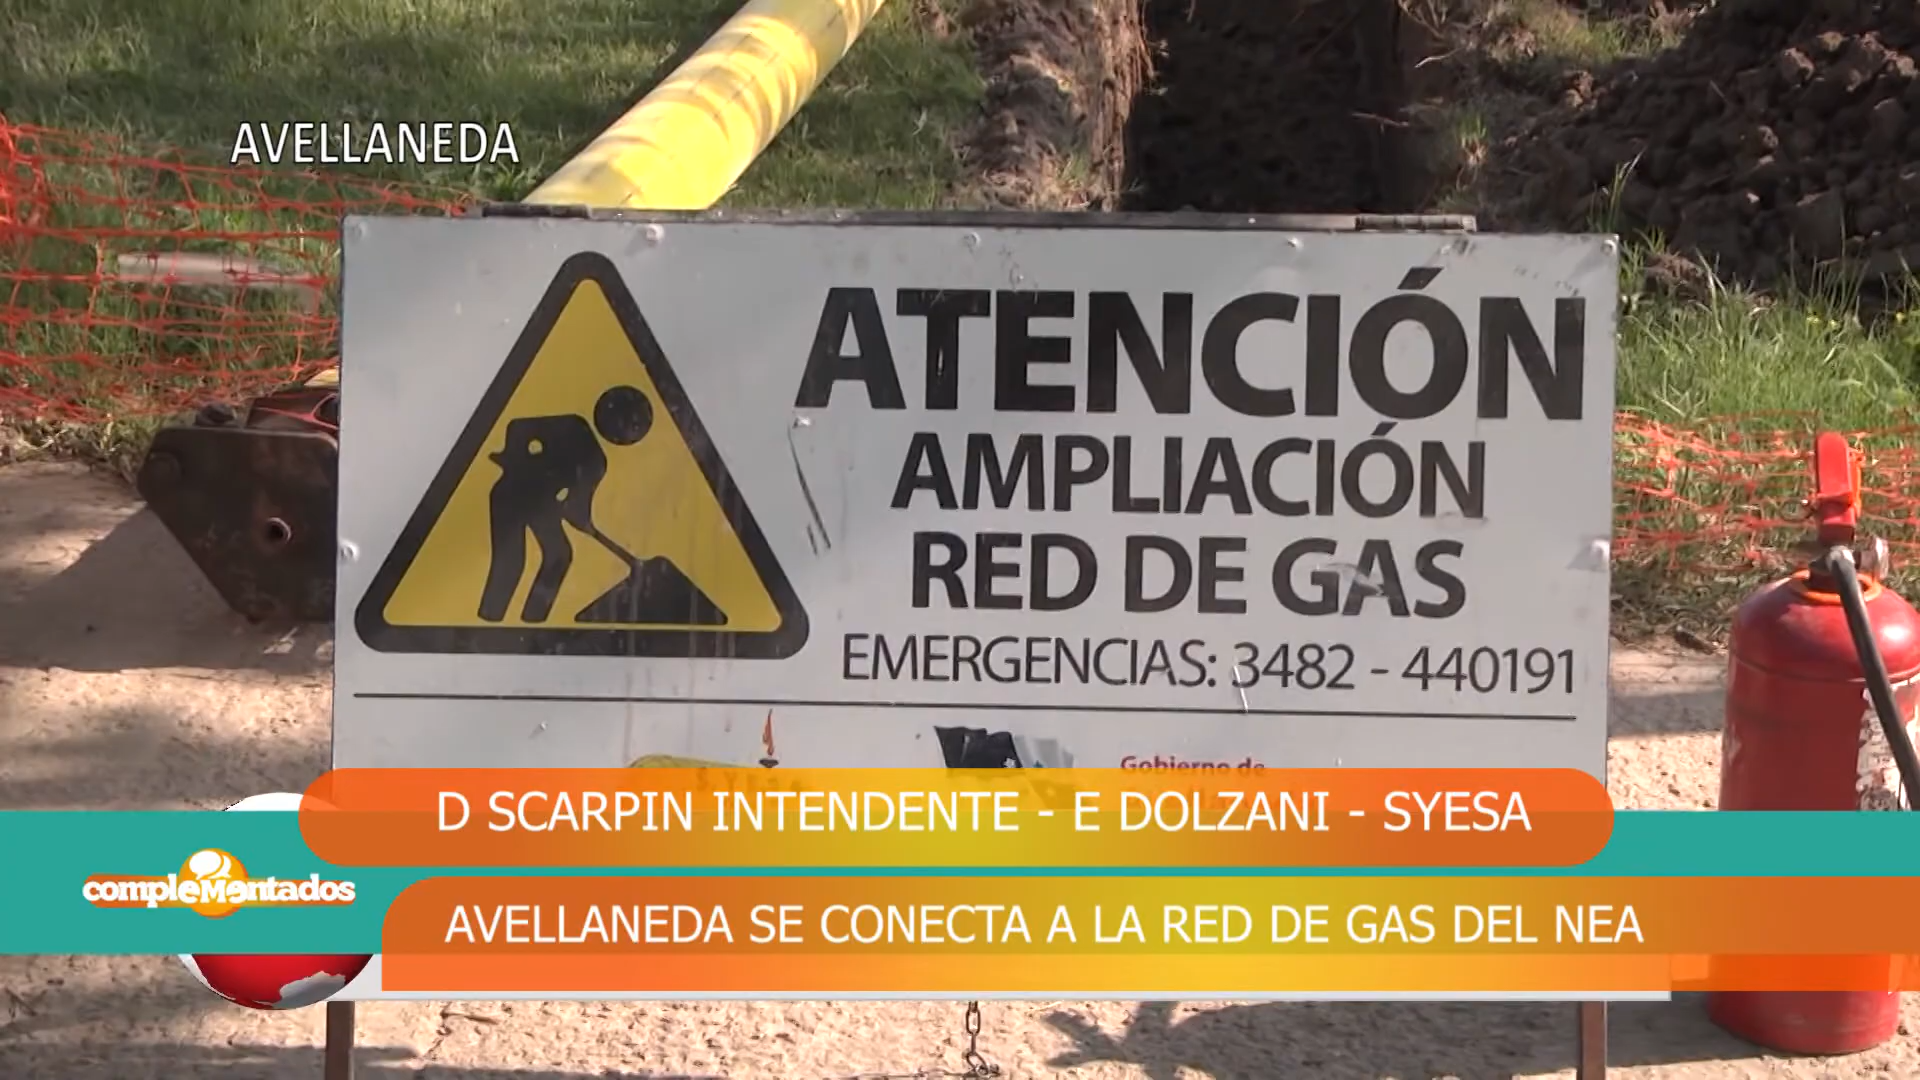 AVELLANEDA
ATENCIÓN
AMPLIACIÓN
RED DE GAS
EMERGENCIAS: 3482 - 440191
Gobierno de
D SCARPIN INTENDENTE - E DOLZANI - SYESA
compleMentados
AVELLANEDA SE CONECTA A LA RED DE GAS DEL NEA